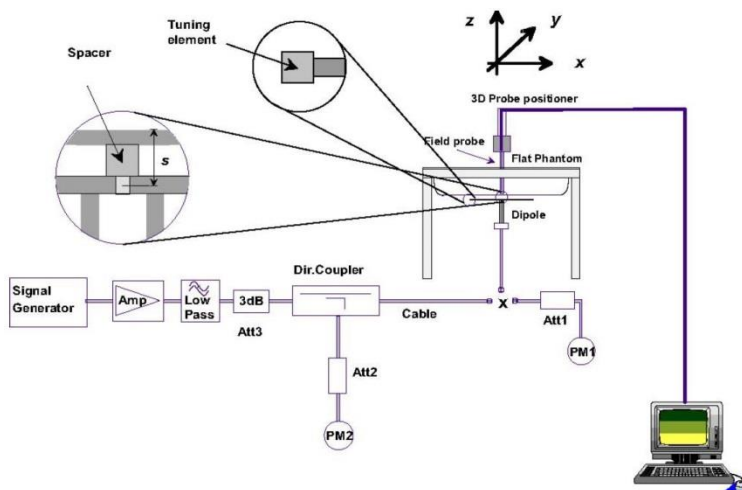 Tuning
element
Spacer
s
z
y
x
3D Probe positioner
Field probe
Flat Phantom
Dipole
Dir.Coupler
Signal
Generator
Amp
Low
Pass
3dB
Att3
Cable
x
Att1
PM1
Att2
PM2